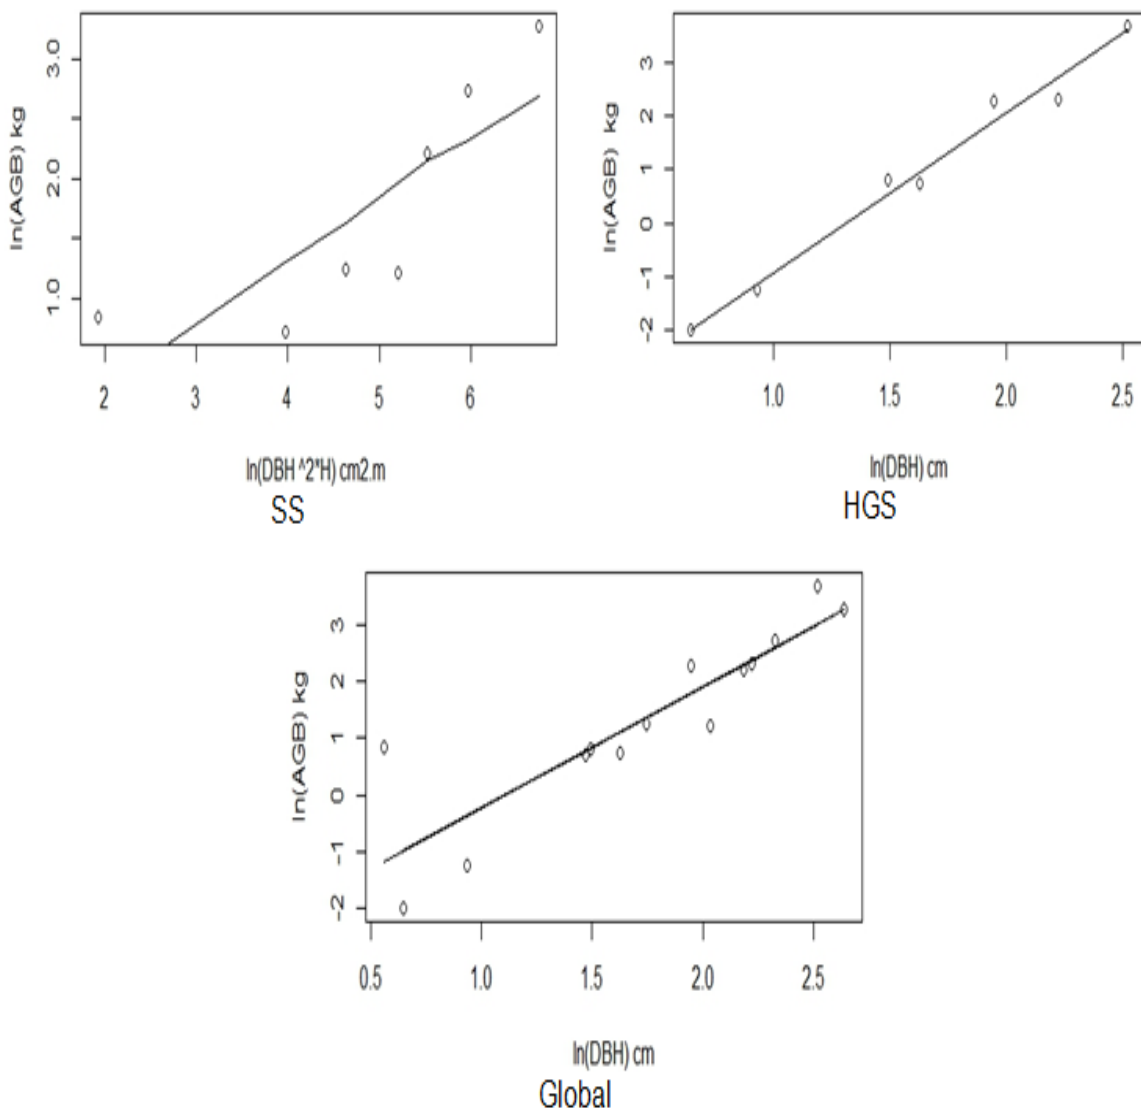 ln(AGB) kg
3.0
2.0
1.0
2 3 4 5 6
ln(DBH ^2*H) cm2.m
SS
ln(AGB) kg
3
2
1
0
-1
-2
1.0 1.5 2.0 2.5
ln(DBH) cm
HGS
ln(AGB) kg
3
2
1
0
-1
-2
0.5 1.0 1.5 2.0 2.5
ln(DBH) cm
Global